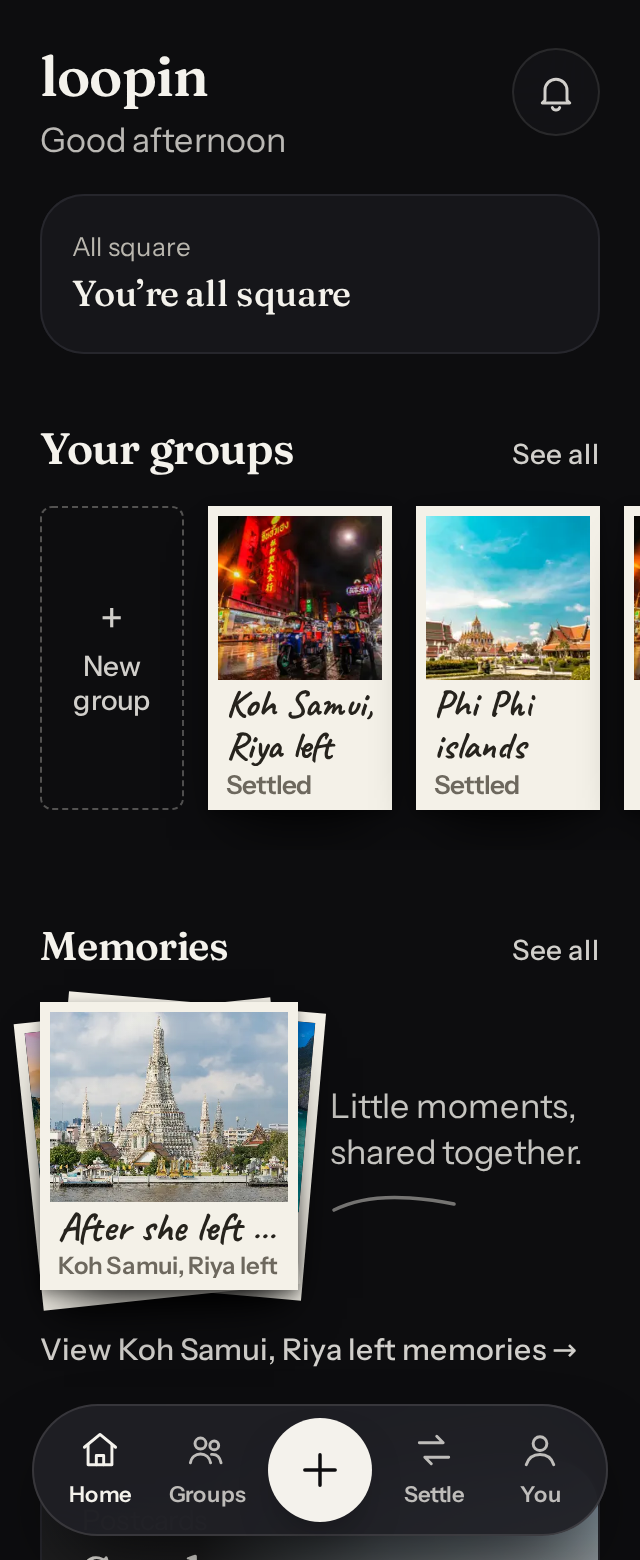 loopin
Good afternoon
All square
You're all square
Your groups
See all
+
New
group
Koh Samui,
Riya left
Settled
Phi Phi
islands
Settled
Memories
See all
Little moments,
shared together.
After she left ...
Koh Samui, Riya left
View Koh Samui, Riya left memories →
Home
Groups
Settle
You